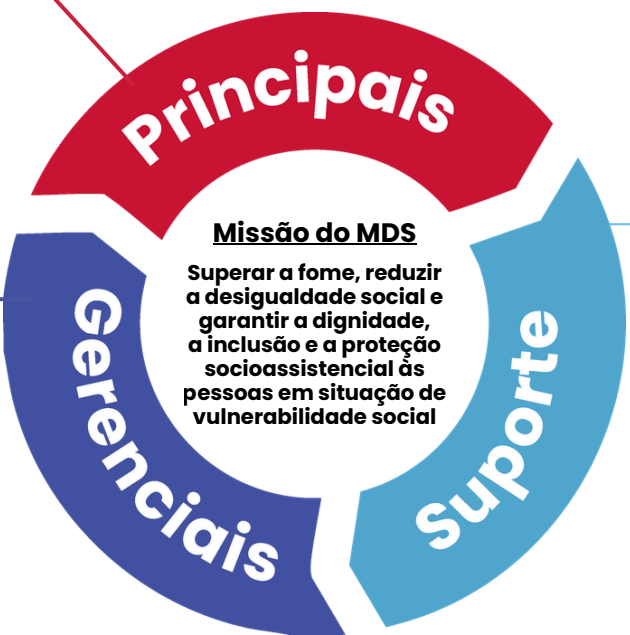 Principais
Missão do MDS
Superar a fome, reduzir
a desigualdade social e
garantir a dignidade,
a inclusão e a proteção
socioassistencial às
pessoas em situação de
vulnerabilidade social
Gerenciais
Suporte